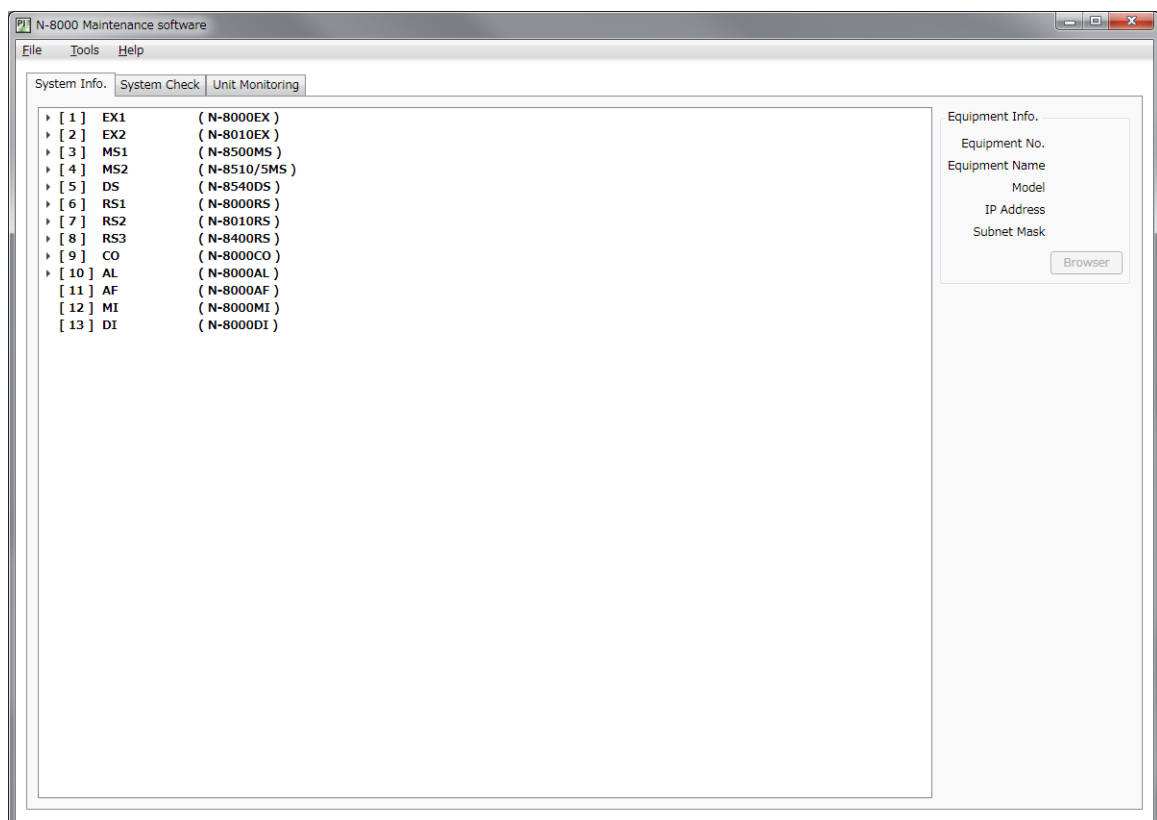 N-8000 Maintenance software
File Tools Help
System Info. System Check Unit Monitoring
[ 1 ] EX1 ( N-8000EX )
[ 2 ] EX2 ( N-8010EX )
[ 3 ] MS1 ( N-8500MS )
[ 4 ] MS2 ( N-8510/5MS )
[ 5 ] DS ( N-8540DS )
[ 6 ] RS1 ( N-8000RS )
[ 7 ] RS2 ( N-8010RS )
[ 8 ] RS3 ( N-8400RS )
[ 9 ] CO ( N-8000CO )
[ 10 ] AL ( N-8000AL )
[ 11 ] AF ( N-8000AF )
[ 12 ] MI ( N-8000MI )
[ 13 ] DI ( N-8000DI )
Equipment Info.
Equipment No.
Equipment Name
Model
IP Address
Subnet Mask
Browser